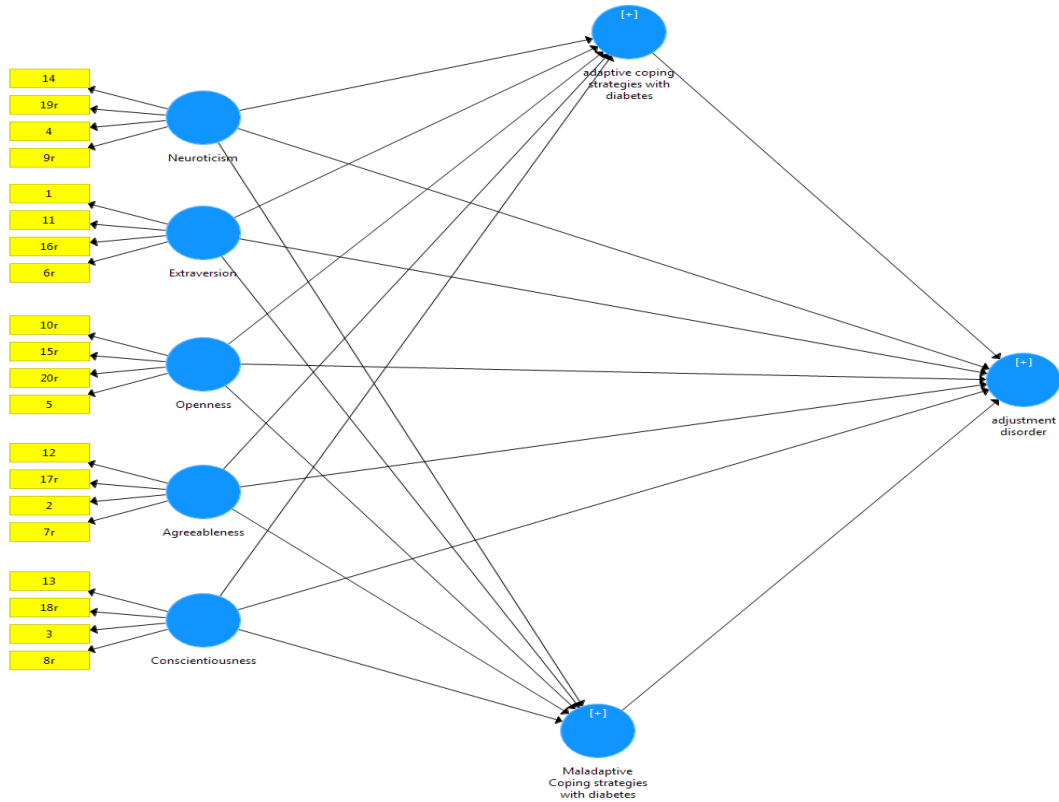 [+]
adaptive coping
strategies with
diabetes
14
19r
4
9r
Neuroticism
1
11
16r
6r
Extraversion
10r
15r
20r
5
Openness
[+]
adjustment
disorder
12
17r
2
7r
Agreeableness
13
18r
3
8r
Conscientiousness
[+]
Maladaptive
Coping strategies
with diabetes